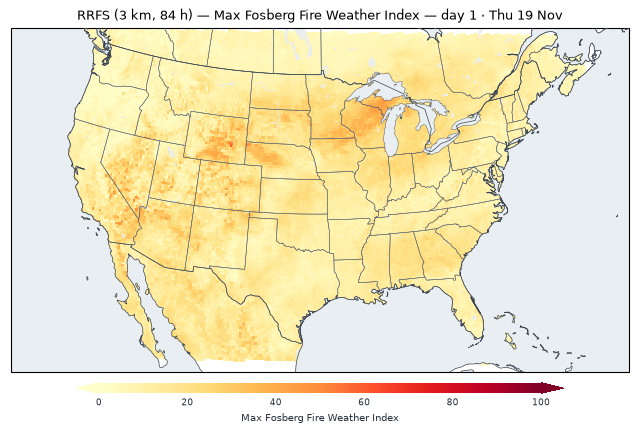 RRFS (3 km, 84 h) — Max Fosberg Fire Weather Index — day 1 · Thu 19 Nov
0 20 40 60 80 100
Max Fosberg Fire Weather Index